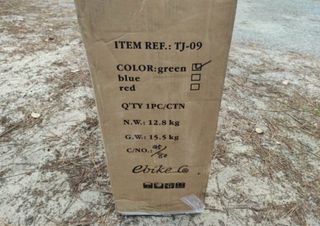 ITEM REF.: TJ-09
COLOR: green
blue
red
Q'TY 1PC/CTN
N.W.: 12.8 kg
G.W.: 15.5 kg
C/NO.:
ebike